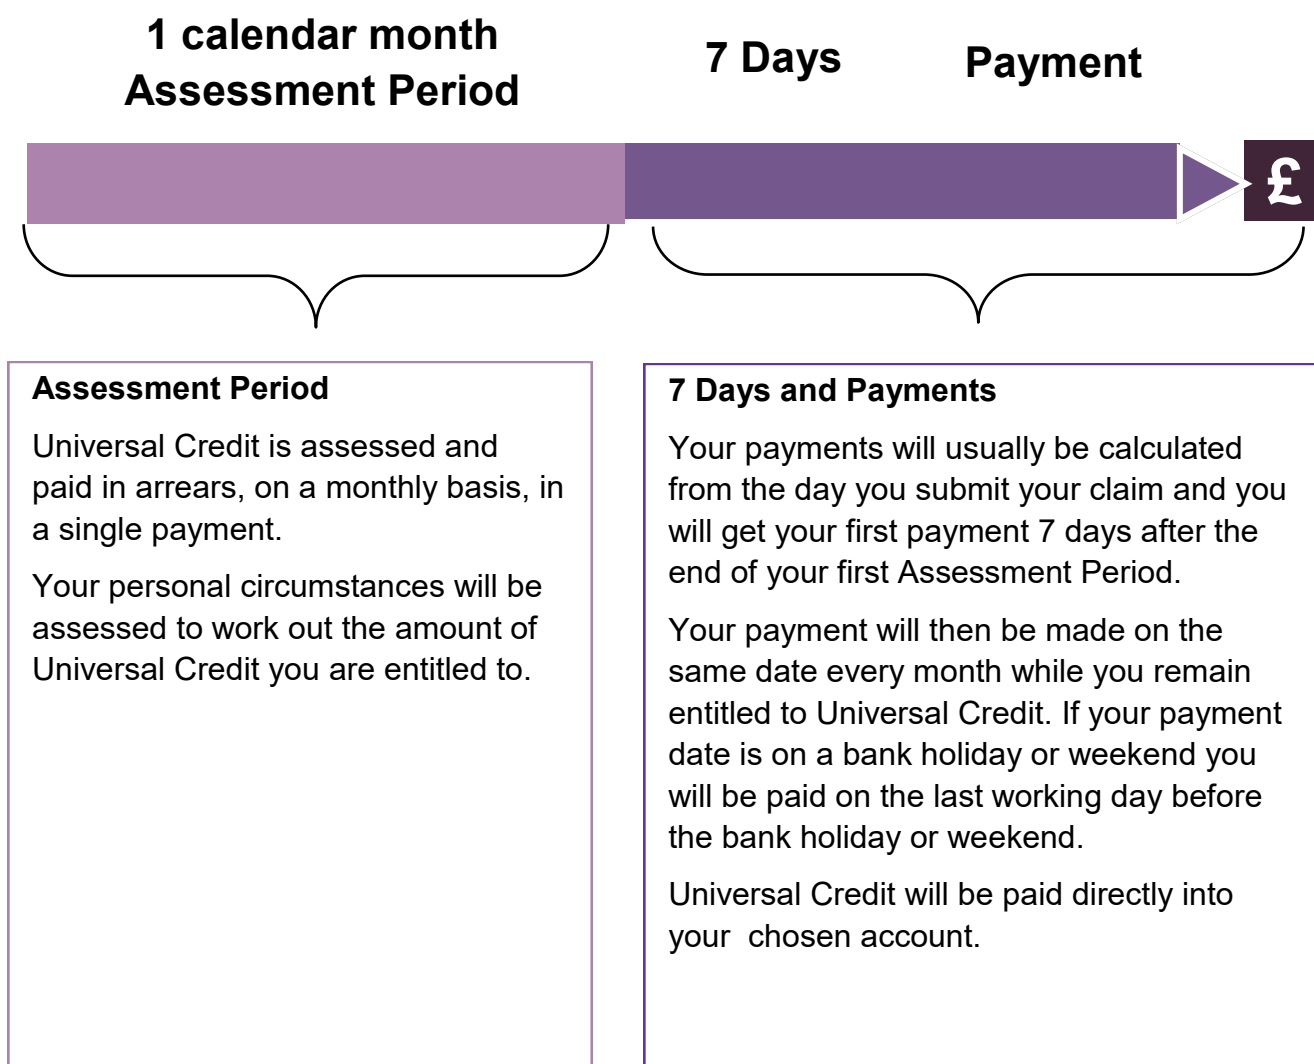 1 calendar month
Assessment Period
7 Days
Payment
£
Assessment Period
Universal Credit is assessed and
paid in arrears, on a monthly basis, in
a single payment.
Your personal circumstances will be
assessed to work out the amount of
Universal Credit you are entitled to.
7 Days and Payments
Your payments will usually be calculated
from the day you submit your claim and you
will get your first payment 7 days after the
end of your first Assessment Period.
Your payment will then be made on the
same date every month while you remain
entitled to Universal Credit. If your payment
date is on a bank holiday or weekend you
will be paid on the last working day before
the bank holiday or weekend.
Universal Credit will be paid directly into
your  chosen account.